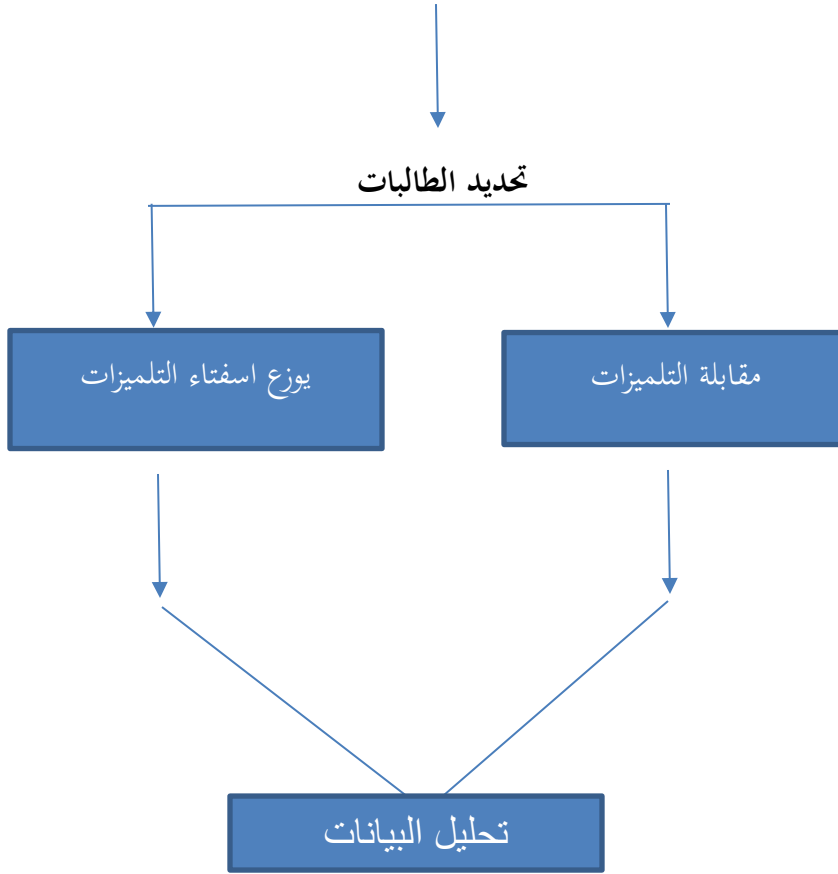 تحديد الطالبات
مقابلة التلميزات
يوزع اسفتاء التلميزات
تحليل البيانات